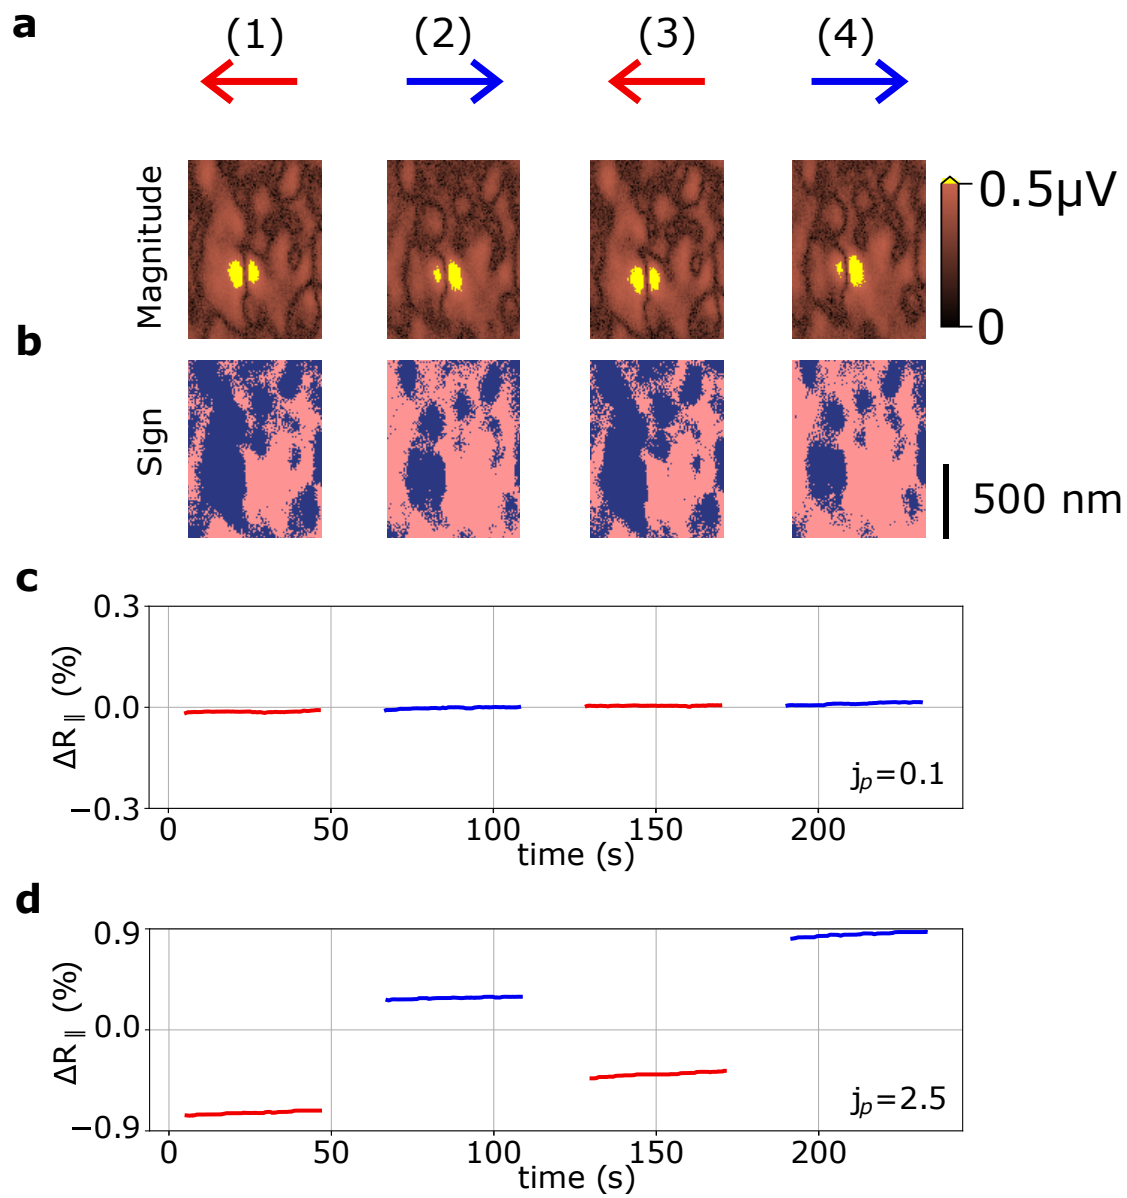 a
(1) (2) (3) (4)
Magnitude
0.5μV
0
b
Sign
500 nm
c
0.3
0.0
−0.3
ΔR∥ (%)
jp=0.1
0 50 100 150 200
time (s)
d
0.9
0.0
−0.9
ΔR∥ (%)
jp=2.5
0 50 100 150 200
time (s)